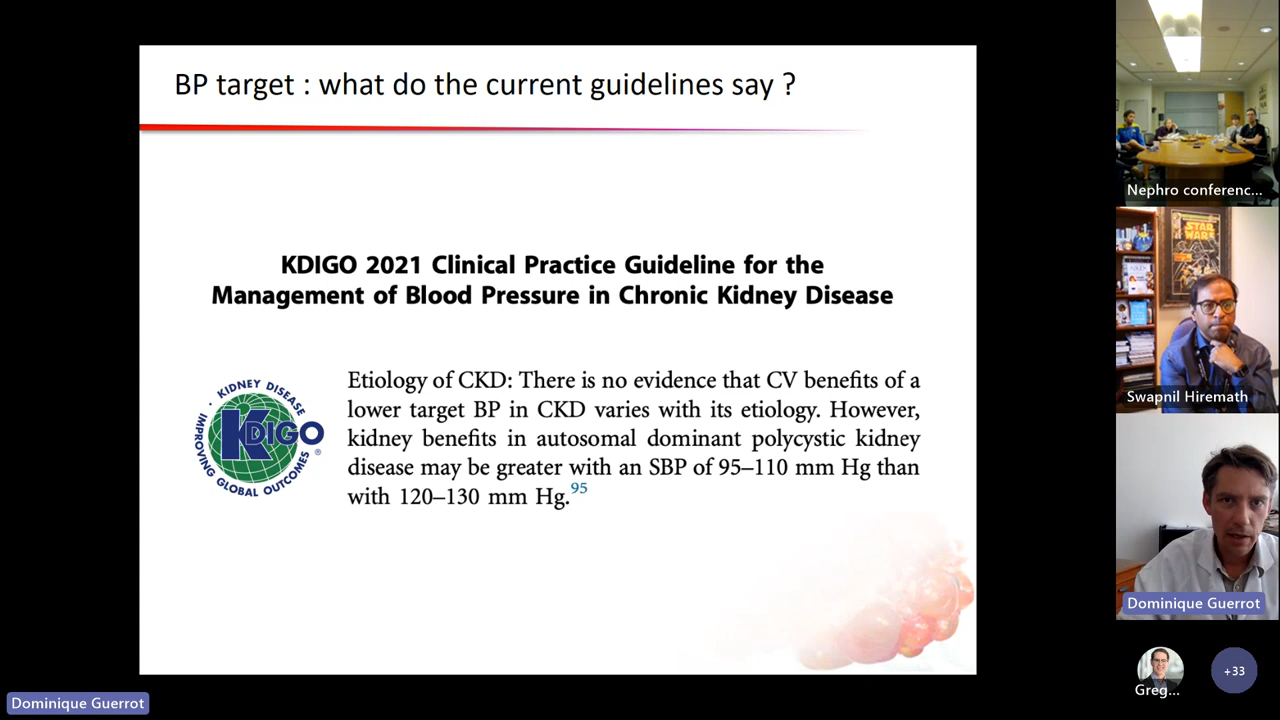 BP target : what do the current guidelines say ?
KDIGO 2021 Clinical Practice Guideline for the
Management of Blood Pressure in Chronic Kidney Disease
KIDNEY DISEASE
IMPROVING GLOBAL OUTCOMES
KDIGO
®
Etiology of CKD: There is no evidence that CV benefits of a
lower target BP in CKD varies with its etiology. However,
kidney benefits in autosomal dominant polycystic kidney
disease may be greater with an SBP of 95–110 mm Hg than
with 120–130 mm Hg.95
Dominique Guerrot
Nephro conferenc...
STAR
WARS
Swapnil Hiremath
Dominique Guerrot
Greg...
+33